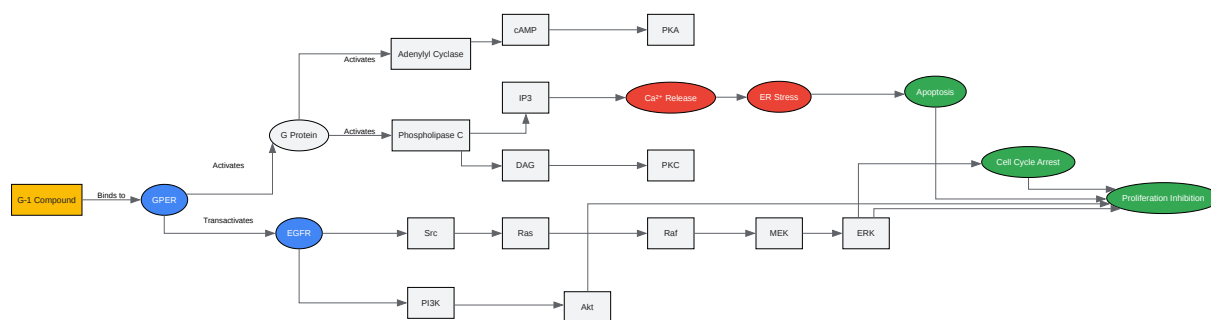 cAMP
PKA
Adenylyl Cyclase
Activates
IP3
Ca²⁺ Release
ER Stress
Apoptosis
G Protein
Activates
Phospholipase C
DAG
PKC
Cell Cycle Arrest
Activates
G-1 Compound
Binds to
GPER
Proliferation Inhibition
Transactivates
EGFR
Src
Ras
Raf
MEK
ERK
PI3K
Akt